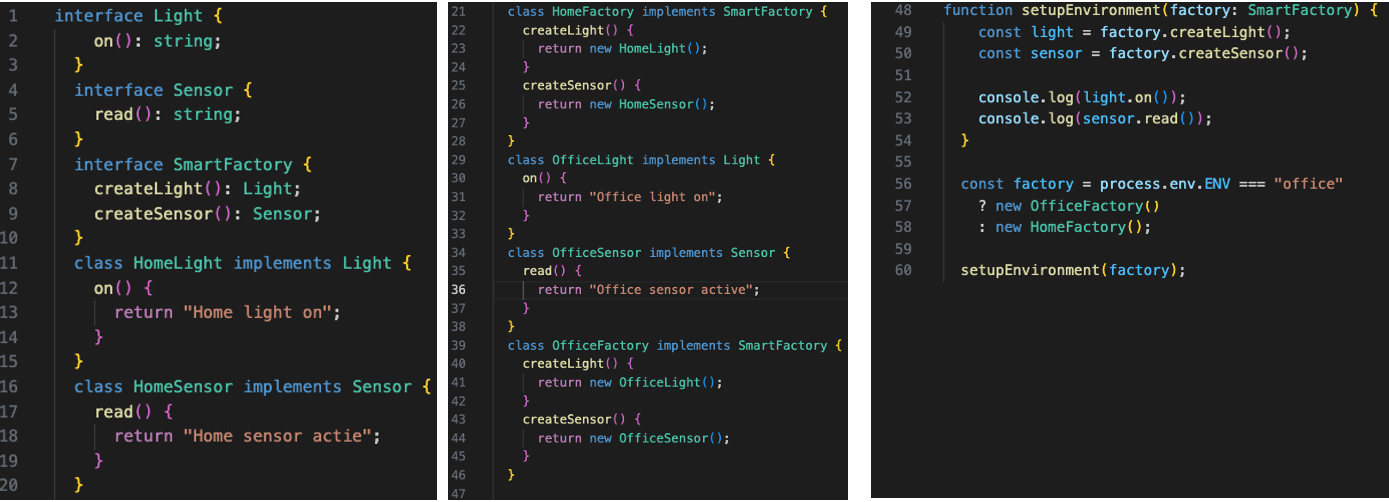 1 interface Light {
2 on(): string;
3 }
4 interface Sensor {
5 read(): string;
6 }
7 interface SmartFactory {
8 createLight(): Light;
9 createSensor(): Sensor;
10 }
11 class HomeLight implements Light {
12 on() {
13 return "Home light on";
14 }
15 }
16 class HomeSensor implements Sensor {
17 read() {
18 return "Home sensor actie";
19 }
20 }
21 class HomeFactory implements SmartFactory {
22 createLight() {
23 return new HomeLight();
24 }
25 createSensor() {
26 return new HomeSensor();
27 }
28 }
29 class OfficeLight implements Light {
30 on() {
31 return "Office light on";
32 }
33 }
34 class OfficeSensor implements Sensor {
35 read() {
36 return "Office sensor active";
37 }
38 }
39 class OfficeFactory implements SmartFactory {
40 createLight() {
41 return new OfficeLight();
42 }
43 createSensor() {
44 return new OfficeSensor();
45 }
46 }
47
48 function setupEnvironment(factory: SmartFactory) {
49 const light = factory.createLight();
50 const sensor = factory.createSensor();
51
52 console.log(light.on());
53 console.log(sensor.read());
54 }
55
56 const factory = process.env.ENV === "office"
57 ? new OfficeFactory()
58 : new HomeFactory();
59
60 setupEnvironment(factory);